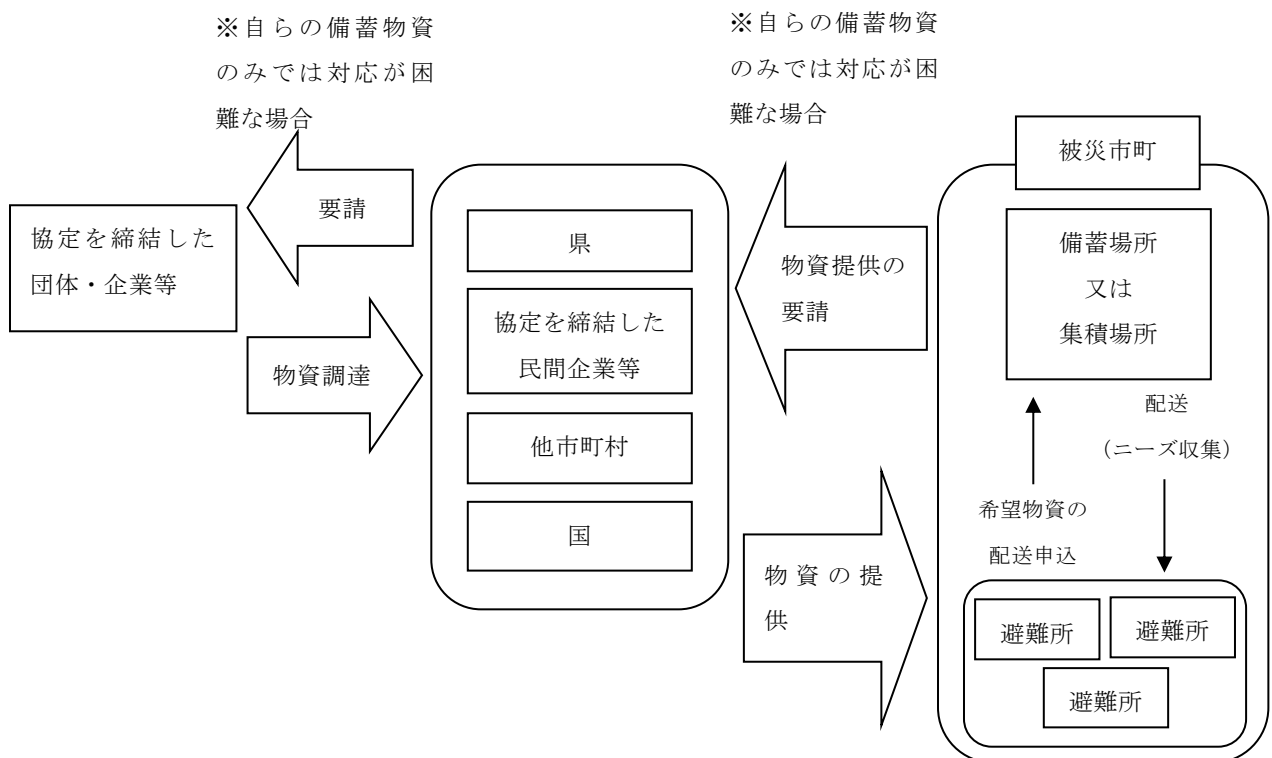 ※自らの備蓄物資
のみでは対応が困
難な場合
※自らの備蓄物資
のみでは対応が困
難な場合
協定を締結した
団体・企業等
要請
物資調達
県
協定を締結した
民間企業等
他市町村
国
物資提供の
要請
物資の提
供
被災市町
備蓄場所
又は
集積場所
配送
（ニーズ収集）
希望物資の
配送申込
避難所
避難所
避難所